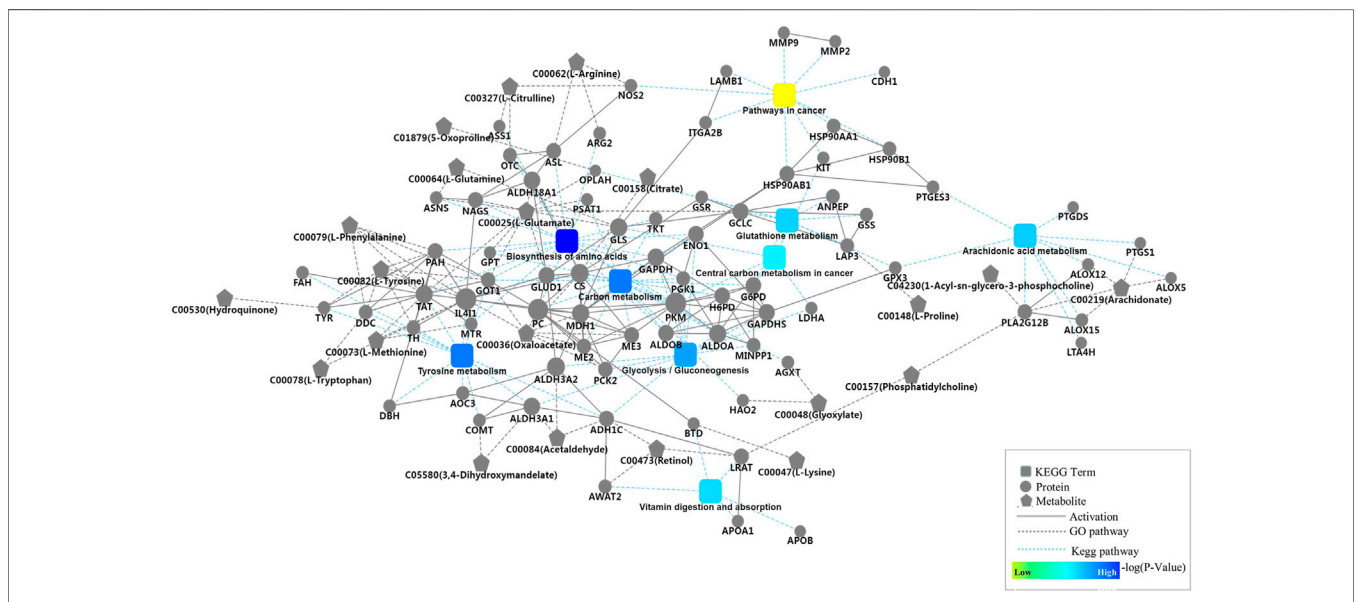 MMP9
MMP2
C00062(L-Arginine)
LAMB1
CDH1
C00327(L-Citrulline)
NOS2
Pathways in cancer
C01879(5-Oxoproline)
ASS1
ARG2
ITGA2B
HSP90AA1
OTC
ASL
OPLAH
HSP90B1
KIT
C00064(L-Glutamine)
ALDH18A1
C00158(Citrate)
HSP90AB1
PTGES3
ASNS
NAGS
PSAT1
GSR
ANPEP
C00025(L-Glutamate)
TKT
GCLC
GSS
PTGDS
C00079(L-Phenylalanine)
GLS
ENO1
Glutathione metabolism
LAP3
Arachidonic acid metabolism
PTGS1
PAH
GPT
Biosynthesis of amino acids
GAPDH
Central carbon metabolism in cancer
GPX3
ALOX12
FAH
C00082(L-Tyrosine)
GOT1
GLUD1
CS
Carbon metabolism
PGK1
G6PD
C04230(1-Acyl-sn-glycero-3-phosphocholine)
ALOX5
C00530(Hydroquinone)
TAT
IL4I1
H6PD
C00219(Arachidonate)
TYR
DDC
PC
MDH1
PKM
GAPDHS
LDHA
C00148(L-Proline)
PLA2G12B
ALOX15
TH
MTR
C00036(Oxaloacetate)
ME3
ALDOB
ALDOA
MINPP1
LTA4H
C00073(L-Methionine)
ME2
C00078(L-Tryptophan)
Tyrosine metabolism
ALDH3A2
PCK2
Glycolysis / Gluconeogenesis
AGXT
C00157(Phosphatidylcholine)
DBH
AOC3
HAO2
C00048(Glyoxylate)
COMT
ALDH3A1
ADH1C
BTD
C00084(Acetaldehyde)
C00473(Retinol)
LRAT
C00047(L-Lysine)
C05580(3,4-Dihydroxymandelate)
AWAT2
Vitamin digestion and absorption
APOA1
APOB
KEGG Term
Protein
Metabolite
Activation
GO pathway
Kegg pathway
Low High -log(P-Value)